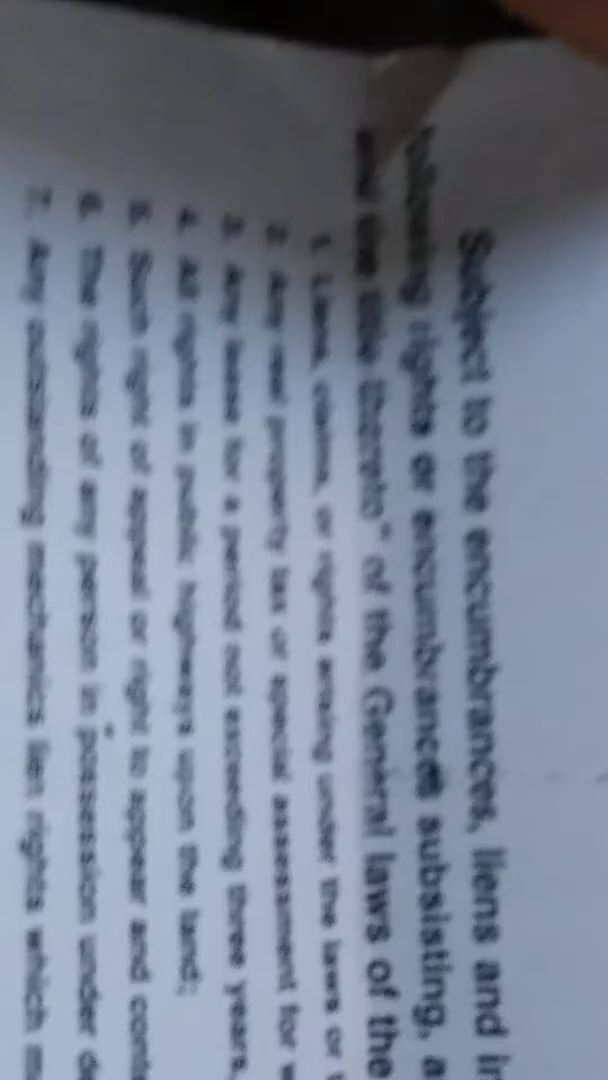 Subject to the encumbrances, liens and
following rights or encumbrances subsisting,
and the title thereto" of the General laws of the
1. Liens, claims, or rights arising under the laws or
2. Any real property tax or special assessment for
3. Any lease for a period not exceeding three years,
4. All rights in public highways upon the land;
5. Such right of appeal or right to appear and
6. The rights of any person in possession under
7. Any outstanding mechanics lien rights which